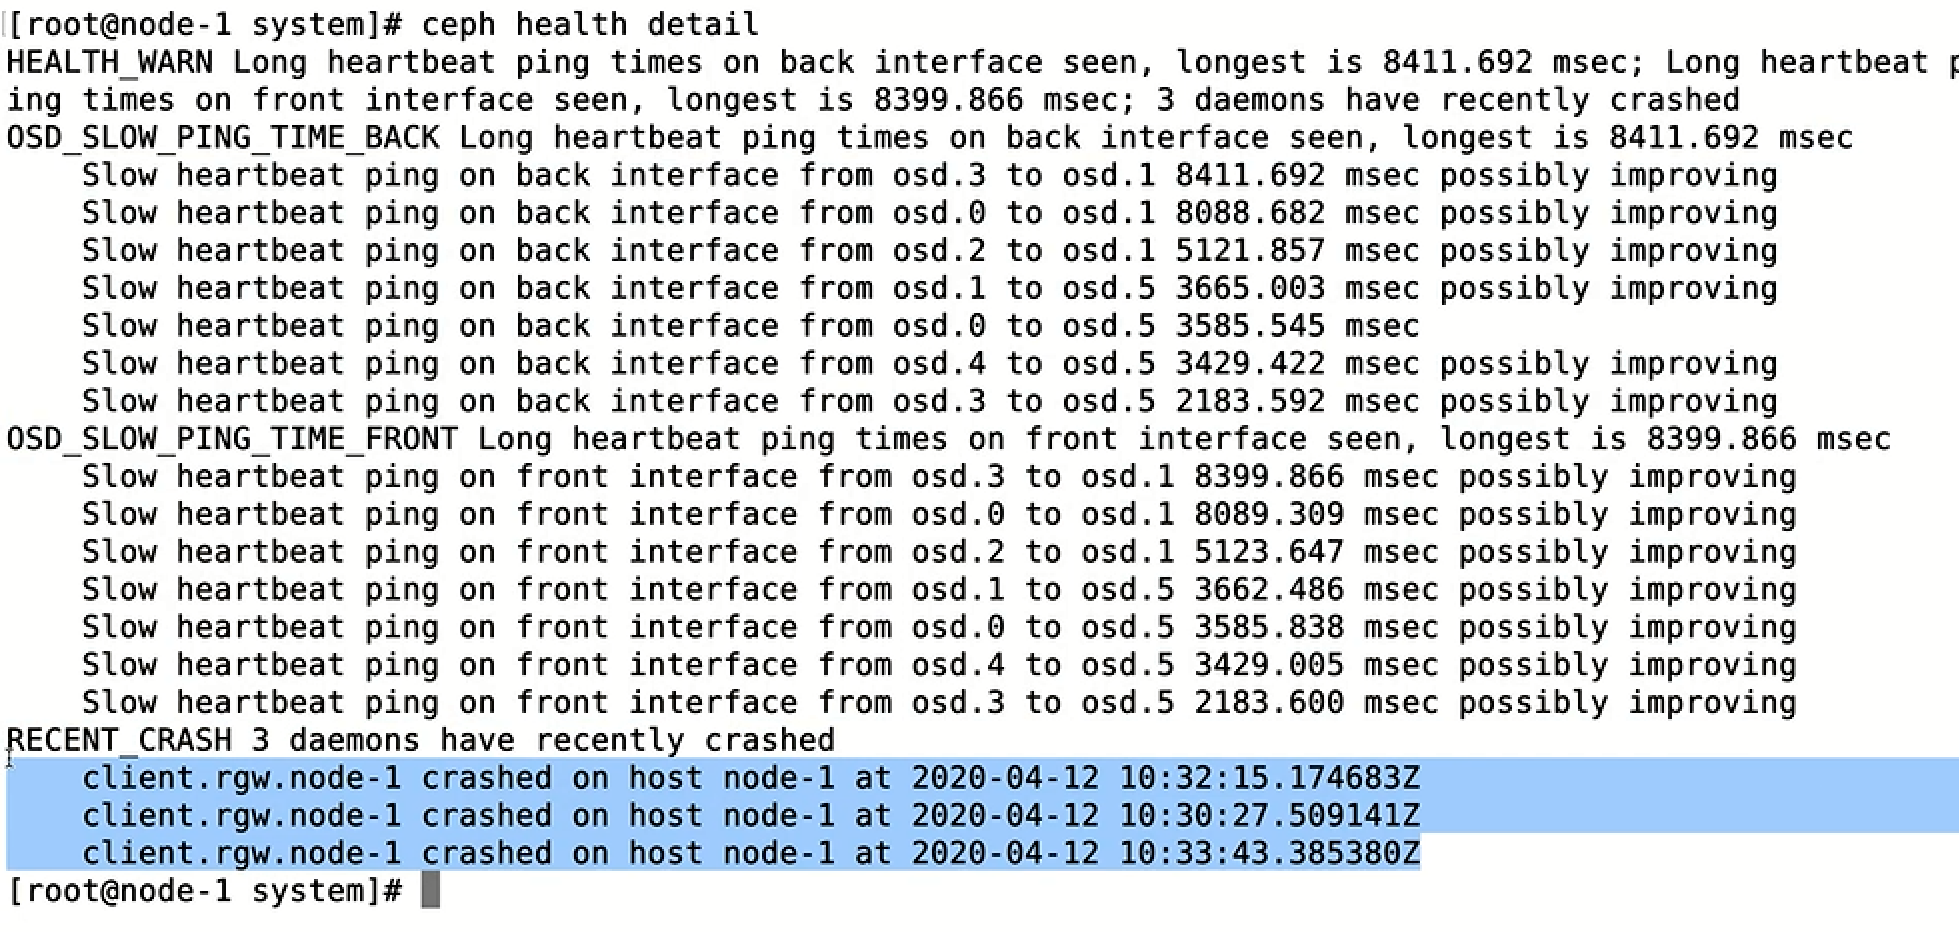 [root@node-1 system]# ceph health detail
HEALTH_WARN Long heartbeat ping times on back interface seen, longest is 8411.692 msec; Long heartbeat p
ing times on front interface seen, longest is 8399.866 msec; 3 daemons have recently crashed
OSD_SLOW_PING_TIME_BACK Long heartbeat ping times on back interface seen, longest is 8411.692 msec
    Slow heartbeat ping on back interface from osd.3 to osd.1 8411.692 msec possibly improving
    Slow heartbeat ping on back interface from osd.0 to osd.1 8088.682 msec possibly improving
    Slow heartbeat ping on back interface from osd.2 to osd.1 5121.857 msec possibly improving
    Slow heartbeat ping on back interface from osd.1 to osd.5 3665.003 msec possibly improving
    Slow heartbeat ping on back interface from osd.0 to osd.5 3585.545 msec
    Slow heartbeat ping on back interface from osd.4 to osd.5 3429.422 msec possibly improving
    Slow heartbeat ping on back interface from osd.3 to osd.5 2183.592 msec possibly improving
OSD_SLOW_PING_TIME_FRONT Long heartbeat ping times on front interface seen, longest is 8399.866 msec
    Slow heartbeat ping on front interface from osd.3 to osd.1 8399.866 msec possibly improving
    Slow heartbeat ping on front interface from osd.0 to osd.1 8089.309 msec possibly improving
    Slow heartbeat ping on front interface from osd.2 to osd.1 5123.647 msec possibly improving
    Slow heartbeat ping on front interface from osd.1 to osd.5 3662.486 msec possibly improving
    Slow heartbeat ping on front interface from osd.0 to osd.5 3585.838 msec possibly improving
    Slow heartbeat ping on front interface from osd.4 to osd.5 3429.005 msec possibly improving
    Slow heartbeat ping on front interface from osd.3 to osd.5 2183.600 msec possibly improving
RECENT_CRASH 3 daemons have recently crashed
    client.rgw.node-1 crashed on host node-1 at 2020-04-12 10:32:15.174683Z
    client.rgw.node-1 crashed on host node-1 at 2020-04-12 10:30:27.509141Z
    client.rgw.node-1 crashed on host node-1 at 2020-04-12 10:33:43.385380Z
[root@node-1 system]#